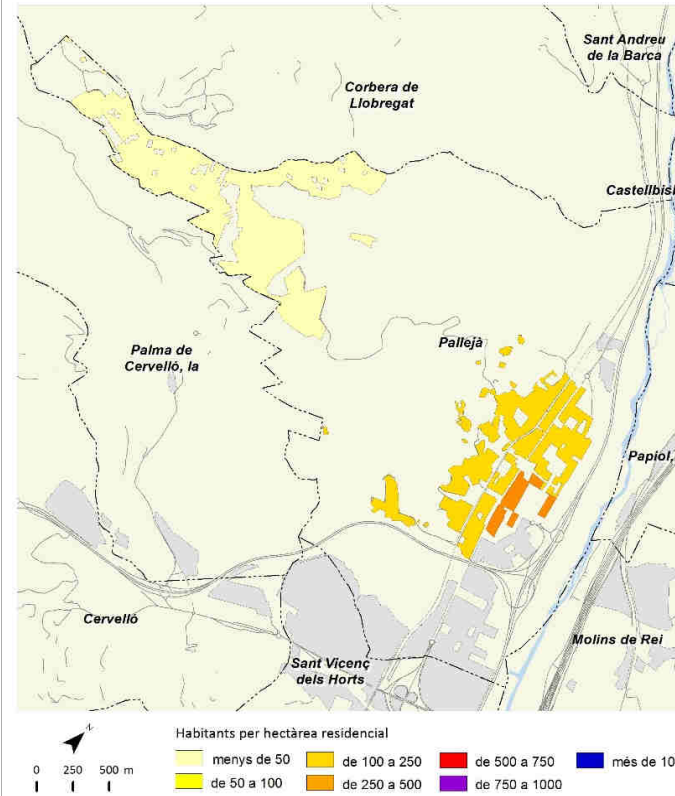 Sant Andreu
de la Barca
Corbera de
Llobregat
Castellbisl
Pallejà
Palma de
Cervelló, la
Papiol,
Cervelló
Molins de Rei
Sant Vicenç
dels Horts
N
Habitants per hectàrea residencial
menys de 50
de 100 a 250
de 500 a 750
més de 10
0 250 500 m
de 50 a 100
de 250 a 500
de 750 a 1000